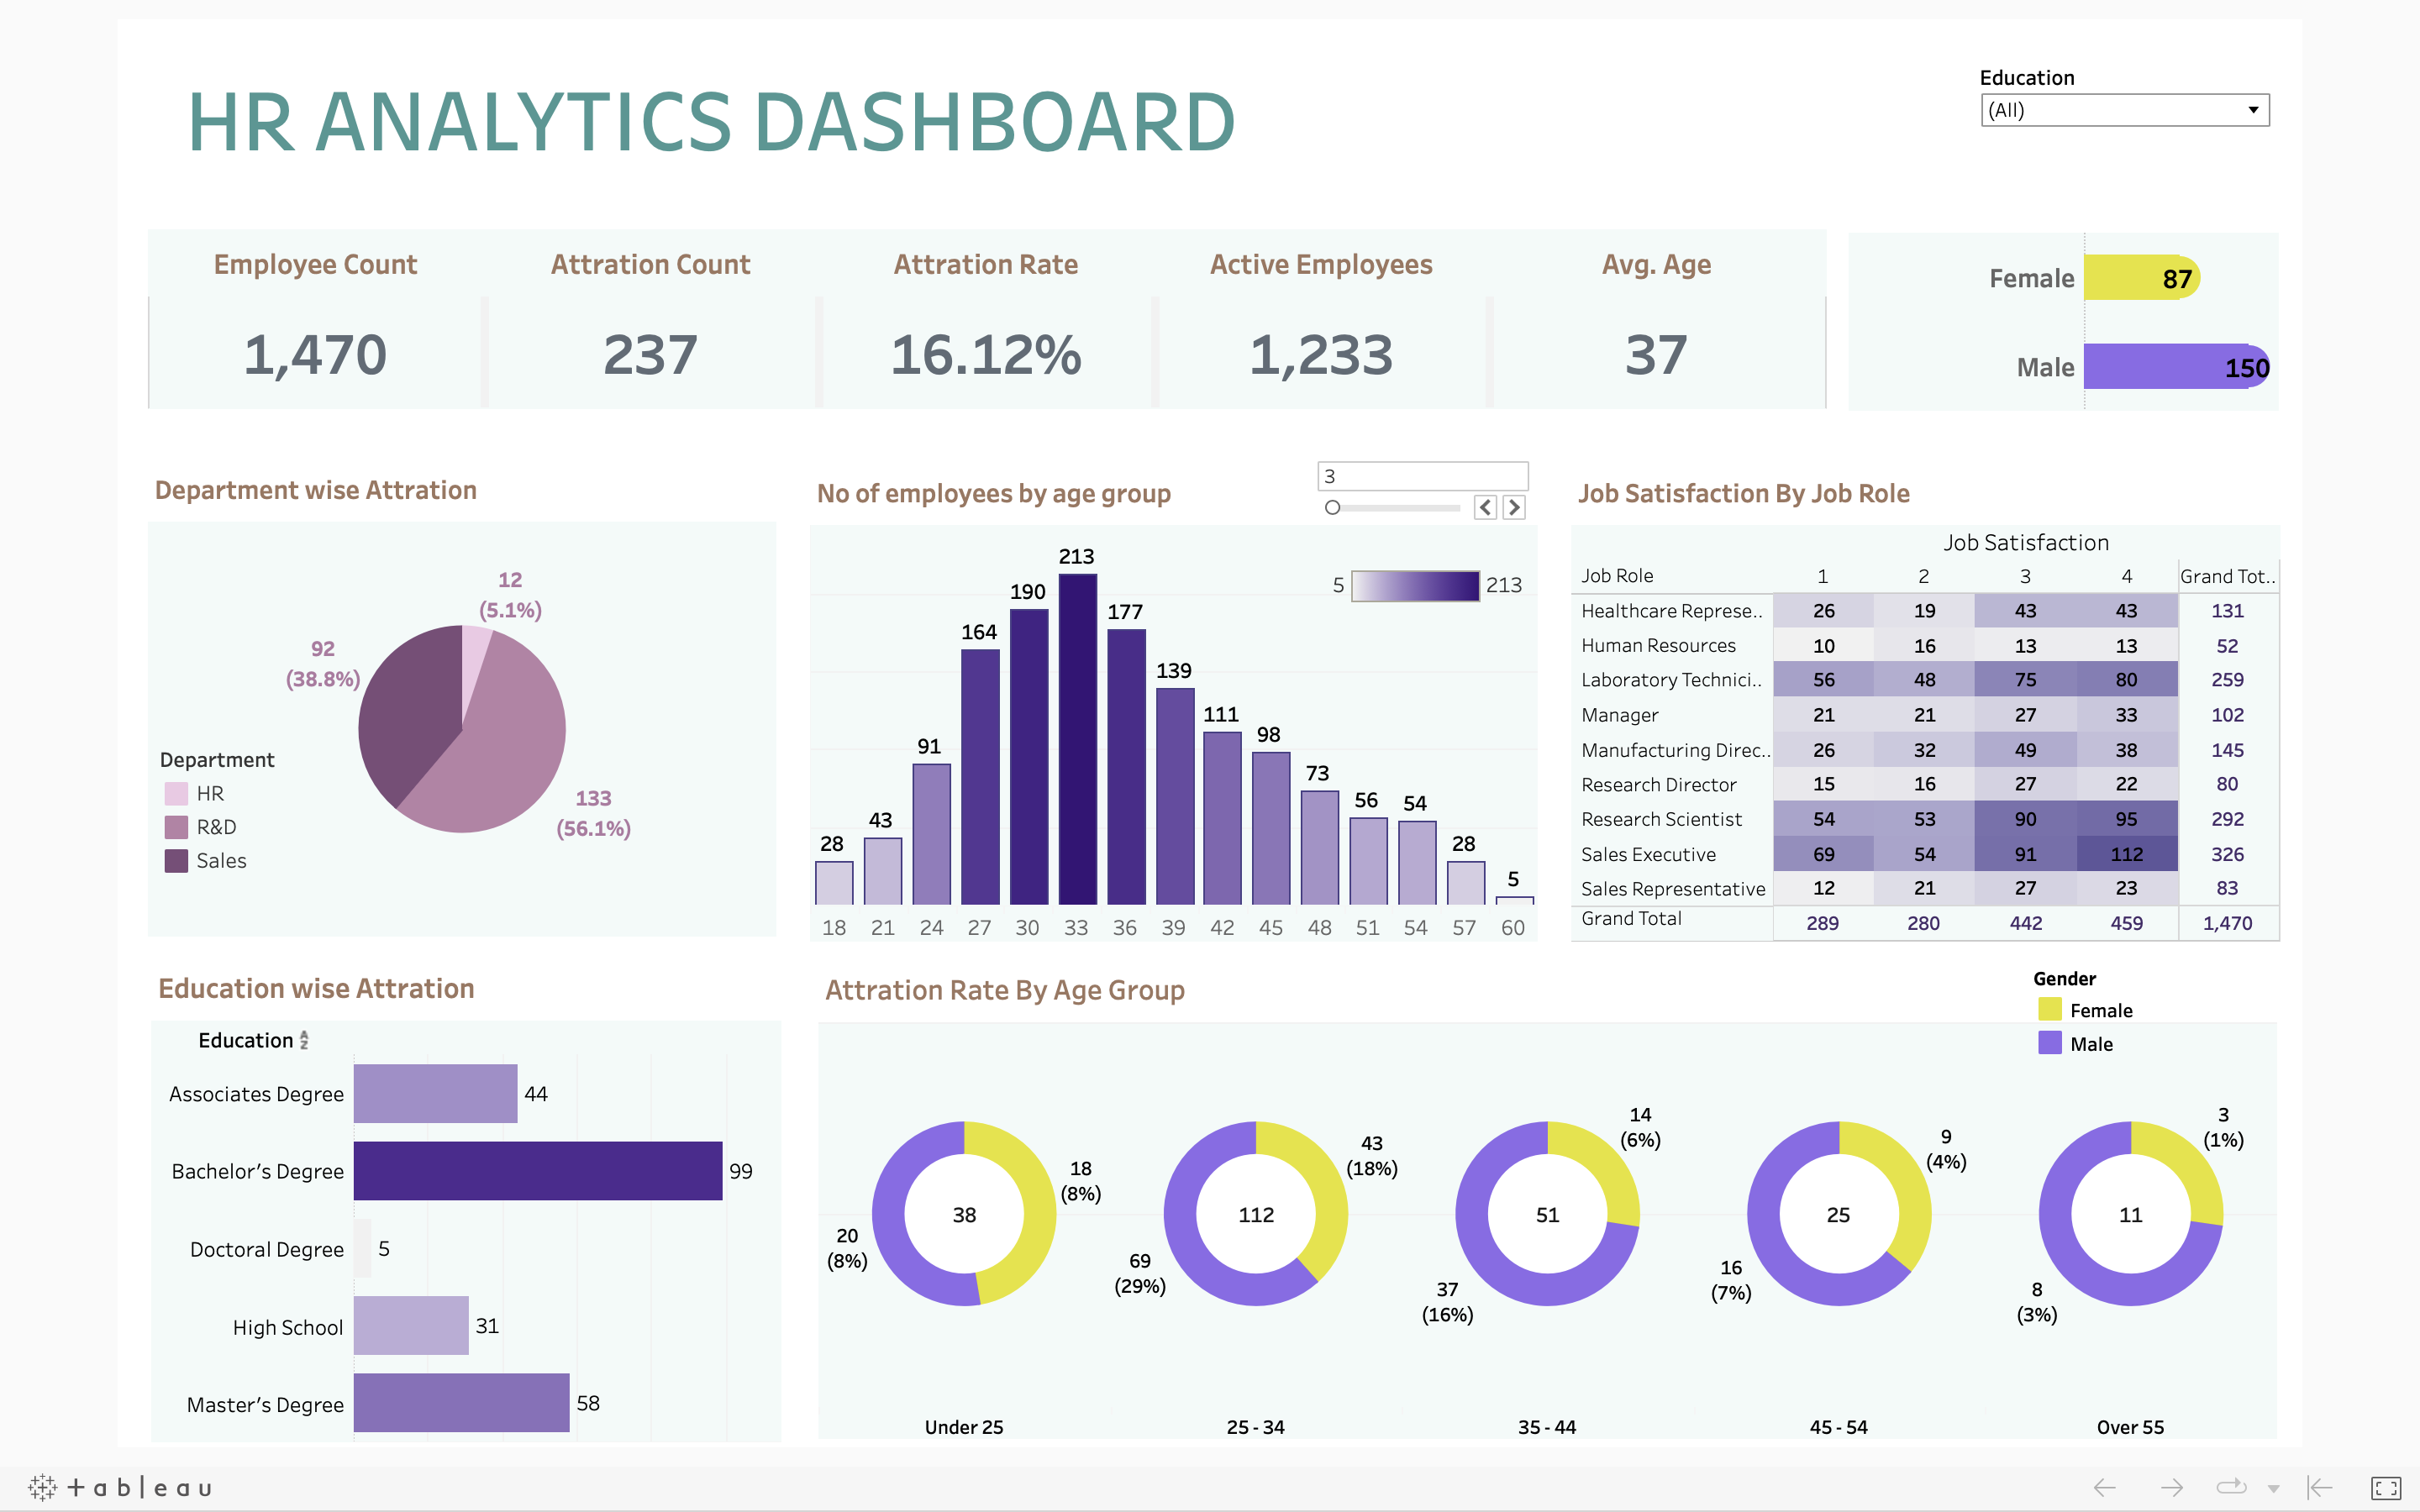 HR ANALYTICS DASHBOARD
Education
(All)
Employee Count
1,470
Attration Count
237
Attration Rate
16.12%
Active Employees
1,233
Avg. Age
37
Female 87
Male 150
Department wise Attration
12
(5.1%)
92
(38.8%)
133
(56.1%)
Department
HR
R&D
Sales
No of employees by age group
3
5 213
28 43 91 164 190 213 177 139 111 98 73 56 54 28 5
18 21 24 27 30 33 36 39 42 45 48 51 54 57 60
Job Satisfaction By Job Role
Job Satisfaction
Job Role 1 2 3 4 Grand Tot..
Healthcare Represe.. 26 19 43 43 131
Human Resources 10 16 13 13 52
Laboratory Technici.. 56 48 75 80 259
Manager 21 21 27 33 102
Manufacturing Direc.. 26 32 49 38 145
Research Director 15 16 27 22 80
Research Scientist 54 53 90 95 292
Sales Executive 69 54 91 112 326
Sales Representative 12 21 27 23 83
Grand Total 289 280 442 459 1,470
Education wise Attration
Education AZ
Associates Degree 44
Bachelor's Degree 99
Doctoral Degree 5
High School 31
Master's Degree 58
Attration Rate By Age Group
Gender
Female
Male
18
(8%)
38
20
(8%)
Under 25
43
(18%)
112
69
(29%)
25 - 34
14
(6%)
51
37
(16%)
35 - 44
9
(4%)
25
16
(7%)
45 - 54
3
(1%)
11
8
(3%)
Over 55
+ableau